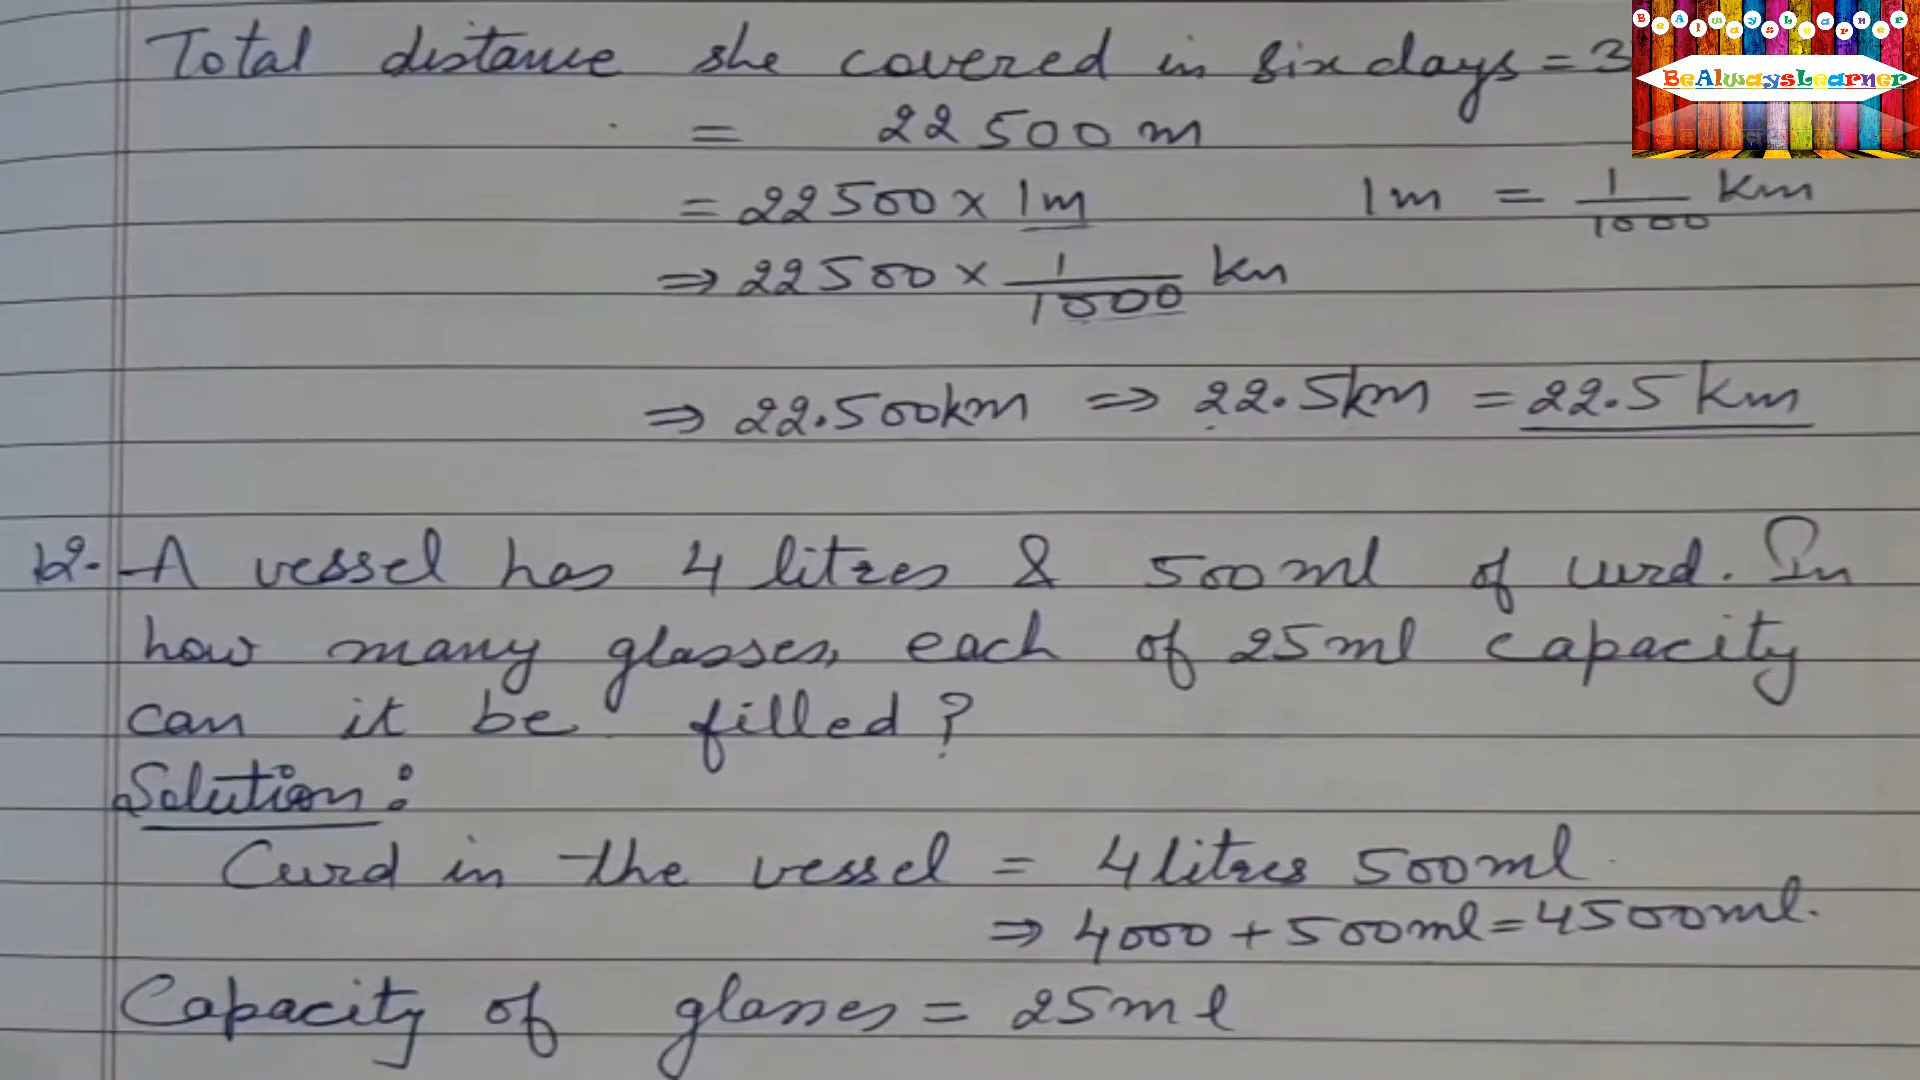 Total distance she covered in six days = 3
= 22500 m
= 22500 × 1m 1m = 1/1000 km
⇒ 22500 × 1/1000 km
⇒ 22.500km ⇒ 22.5km = 22.5 km
12. A vessel has 4 litres & 500ml of curd. In
how many glasses, each of 25ml capacity
can it be filled?
Solution:
Curd in the vessel = 4 litres 500ml
⇒ 4000 + 500ml = 4500ml.
Capacity of glasses = 25ml
BeAlwaysLearner
BeAlwaysLearner